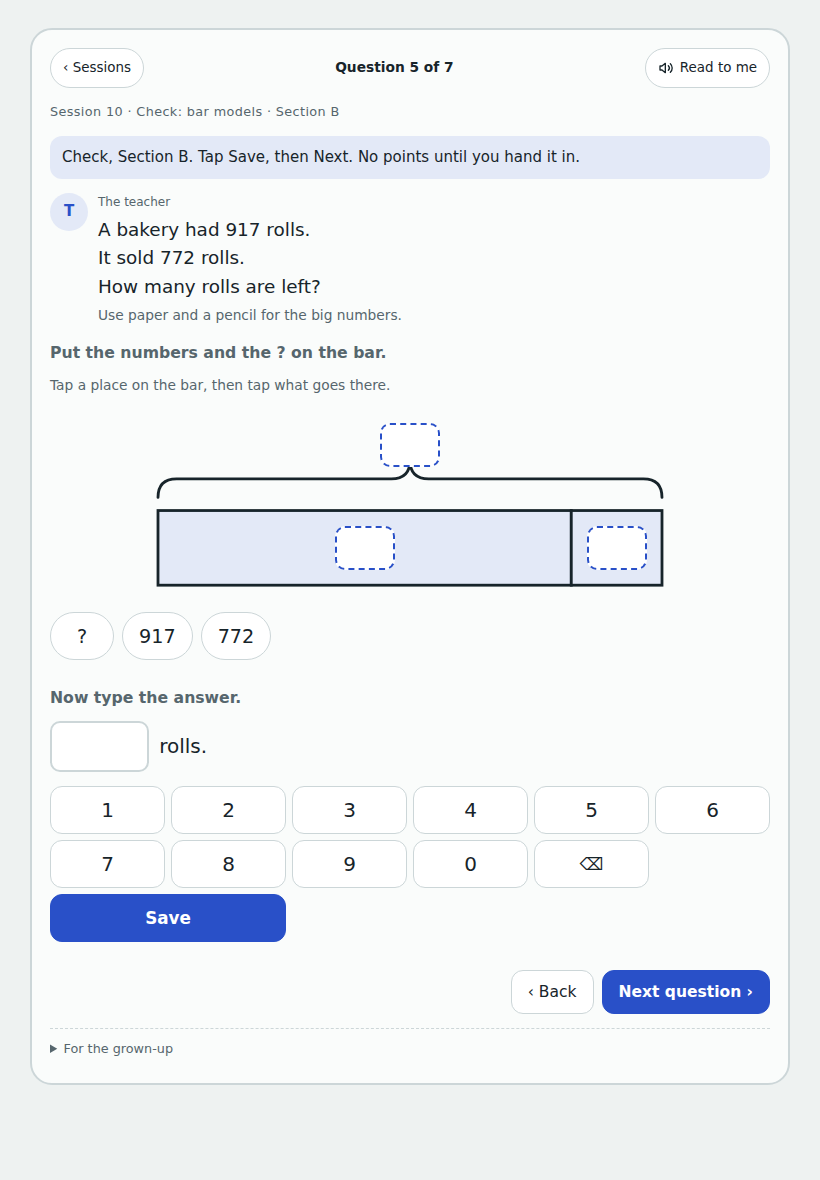 ‹ Sessions
Question 5 of 7
Read to me
Session 10 · Check: bar models · Section B
Check, Section B. Tap Save, then Next. No points until you hand it in.
T
The teacher
A bakery had 917 rolls.
It sold 772 rolls.
How many rolls are left?
Use paper and a pencil for the big numbers.
Put the numbers and the ? on the bar.
Tap a place on the bar, then tap what goes there.
? 917 772
Now type the answer.
rolls.
1 2 3 4 5 6
7 8 9 0 ⌫
Save
‹ Back
Next question ›
▶ For the grown-up